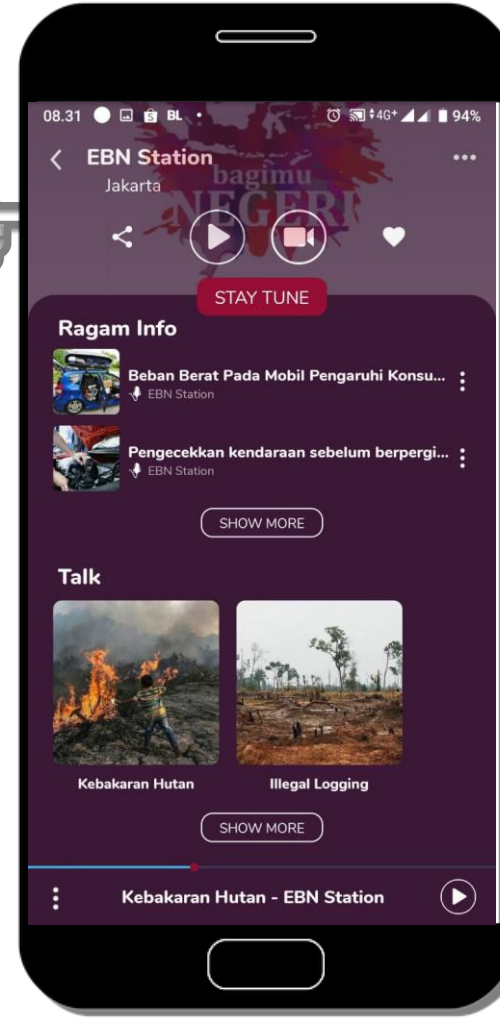 08.31 BL 4G+ 94%
EBN Station
Jakarta
bagimu
NEGERI
STAY TUNE
Ragam Info
Beban Berat Pada Mobil Pengaruhi Konsu...
EBN Station
Pengecekkan kendaraan sebelum berpergi...
EBN Station
SHOW MORE
Talk
Kebakaran Hutan
Illegal Logging
SHOW MORE
Kebakaran Hutan - EBN Station